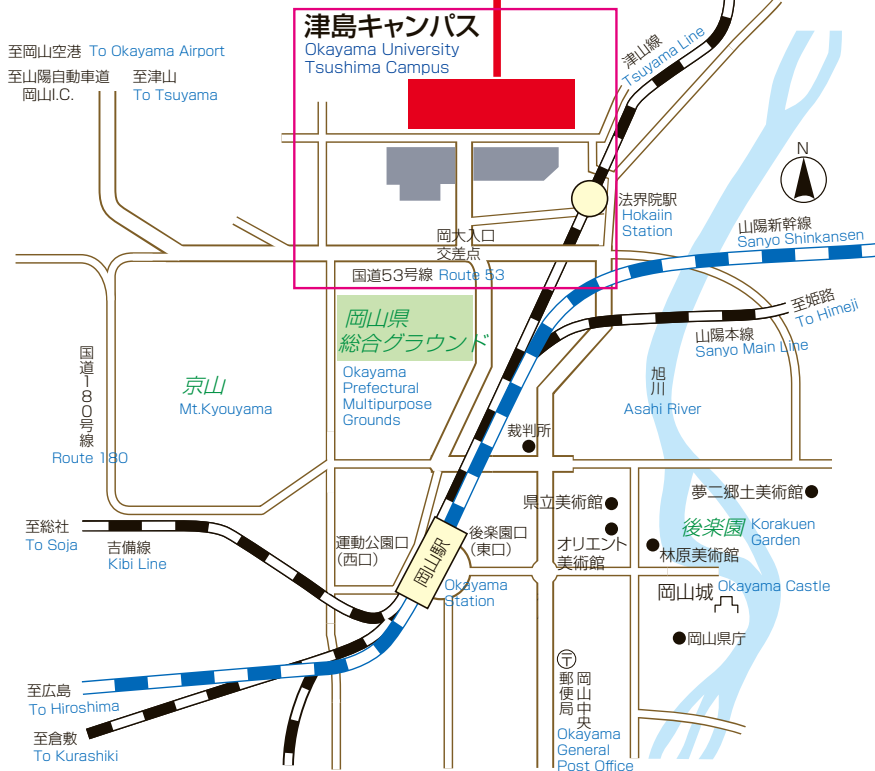 津島キャンパス
Okayama University
Tsushima Campus
至岡山空港 To Okayama Airport
至山陽自動車道
岡山I.C.
至津山
To Tsuyama
津山線
Tsuyama Line
N
法界院駅
Hokaiin
Station
山陽新幹線
Sanyo Shinkansen
岡大入口
交差点
国道53号線 Route 53
至姫路
To Himeji
山陽本線
Sanyo Main Line
岡山県
総合グラウンド
Okayama
Prefectural
Multipurpose
Grounds
国道180号線
Route 180
京山
Mt.Kyouyama
旭川
Asahi River
裁判所
県立美術館
夢二郷土美術館
オリエント
美術館
後楽園 Korakuen
Garden
林原美術館
至総社
To Soja
吉備線
Kibi Line
運動公園口
（西口）
後楽園口
（東口）
岡山駅
Okayama
Station
岡山城 Okayama Castle
岡山県庁
〒
岡山中央
郵便局
Okayama
General
Post Office
至広島
To Hiroshima
至倉敷
To Kurashiki